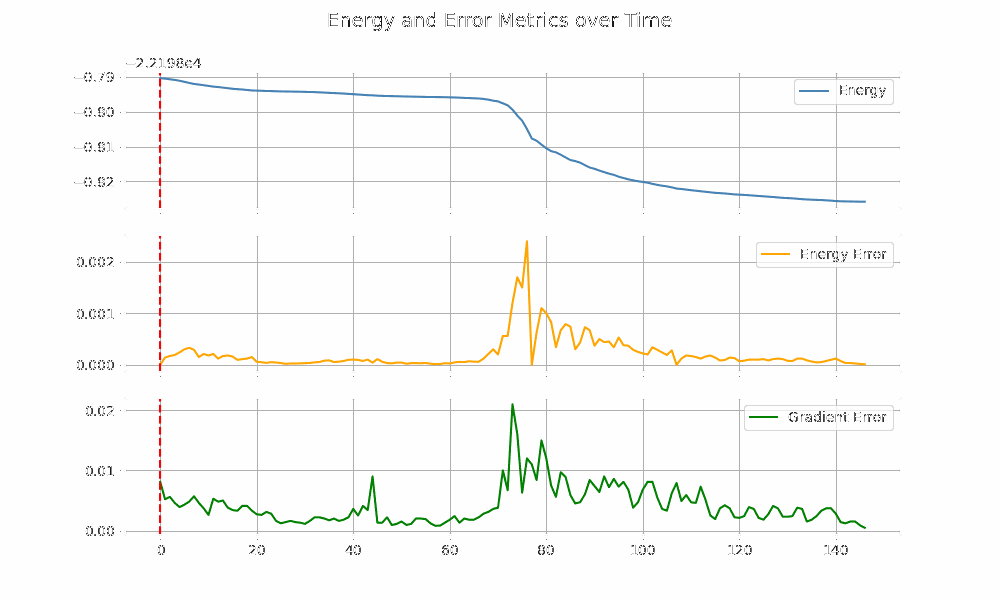 Energy and Error Metrics over Time
−2.2198e4
−0.79
−0.80
−0.81
−0.82
Energy
0.002
0.001
0.000
Energy Error
0.02
0.01
0.00
Gradient Error
0 20 40 60 80 100 120 140